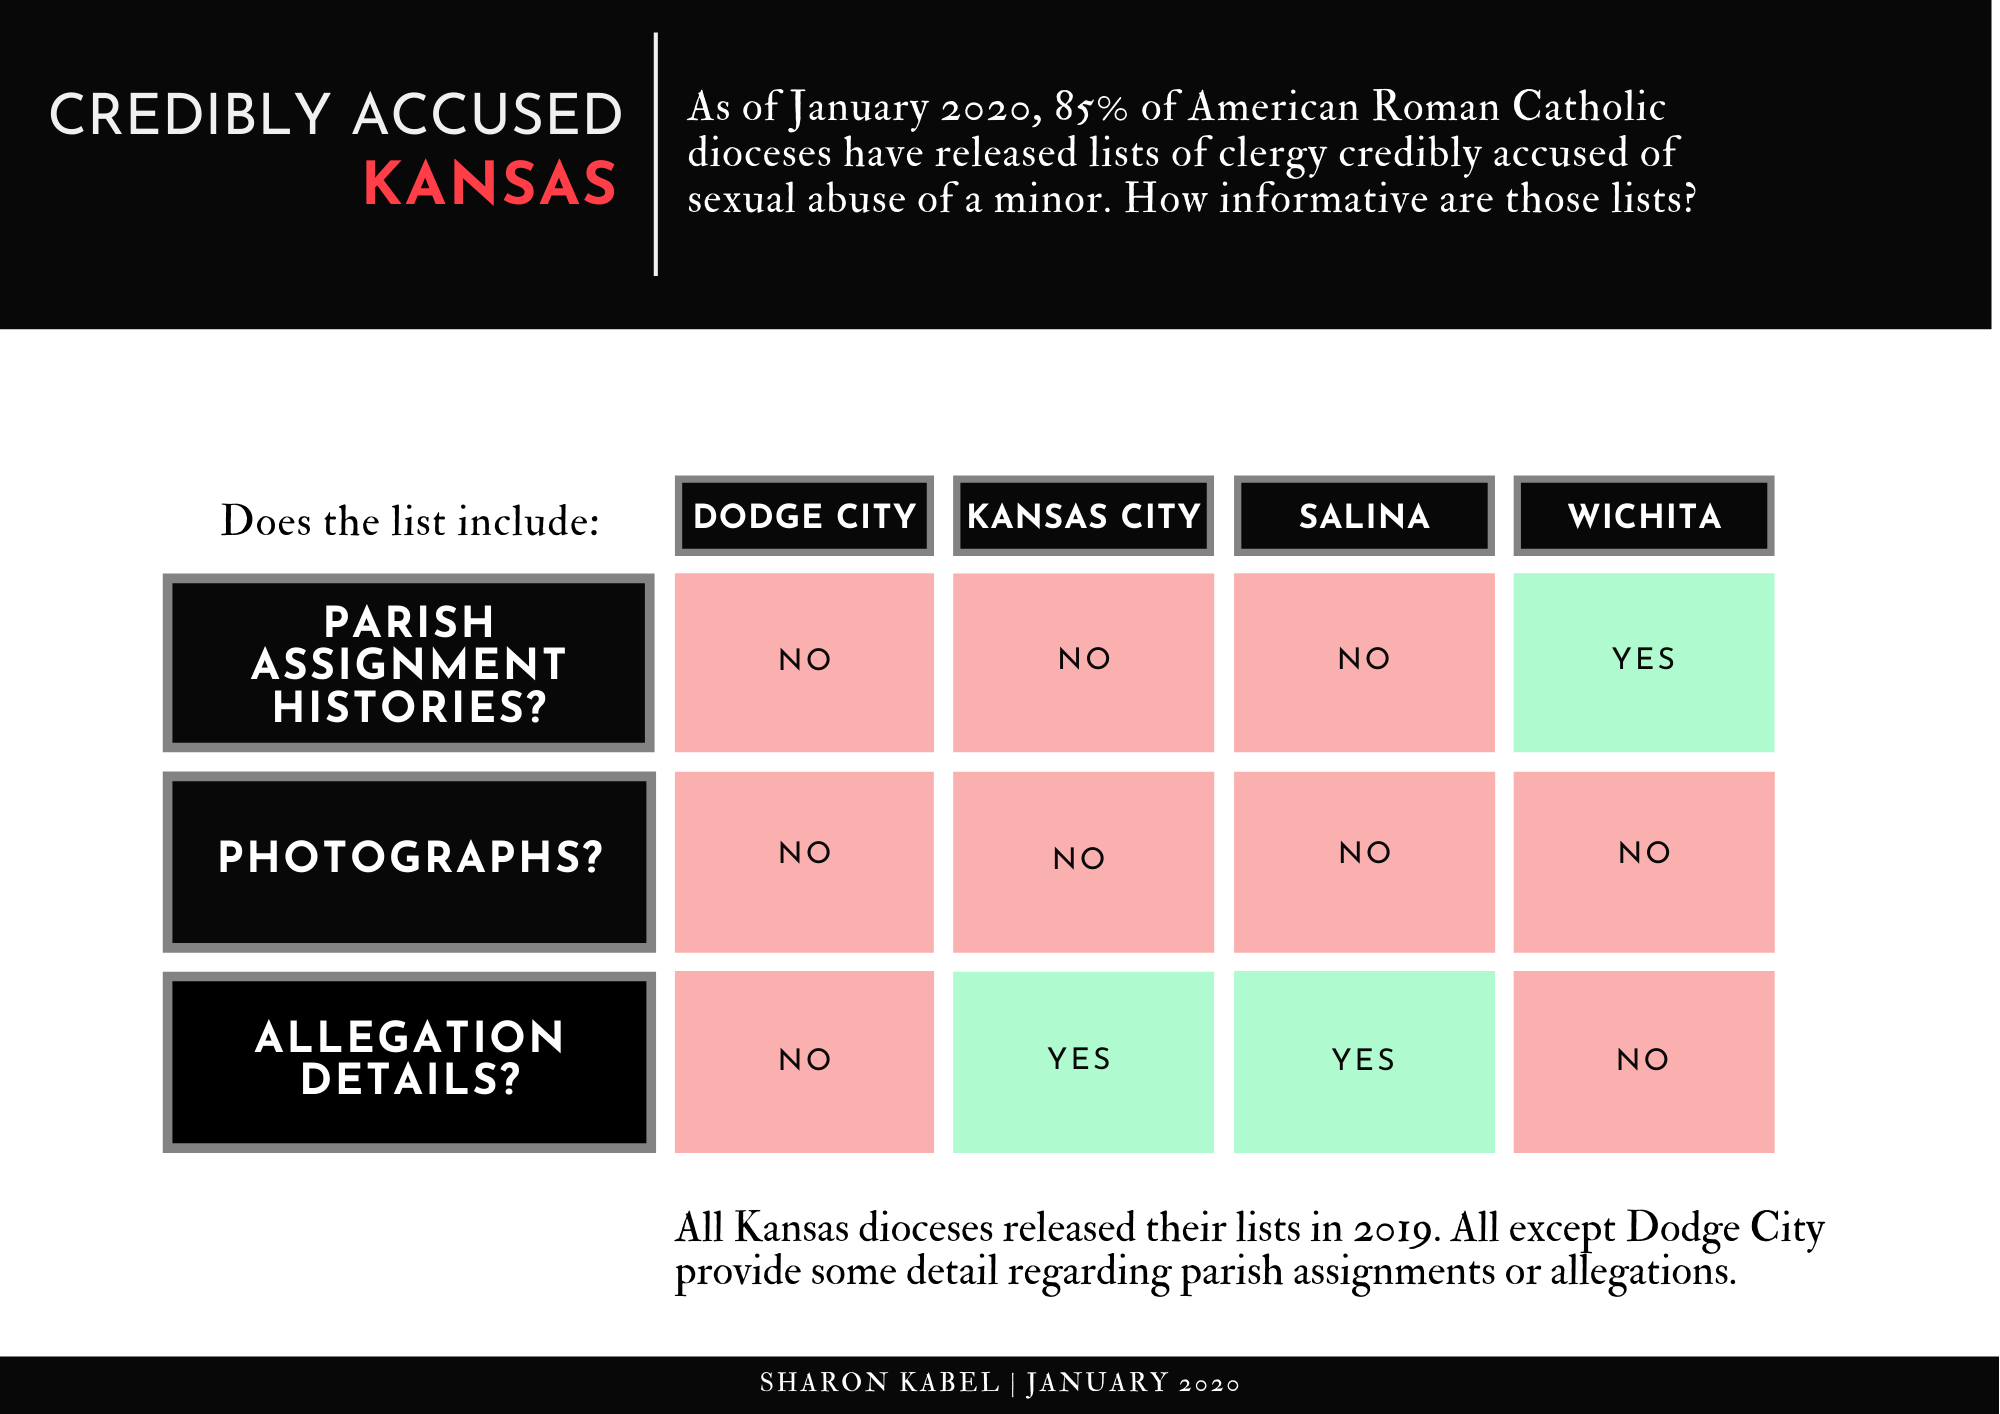 CREDIBLY ACCUSED
KANSAS
As of January 2020, 85% of American Roman Catholic
dioceses have released lists of clergy credibly accused of
sexual abuse of a minor. How informative are those lists?
Does the list include:
DODGE CITY
KANSAS CITY
SALINA
WICHITA
PARISH
ASSIGNMENT
HISTORIES?
NO
NO
NO
YES
PHOTOGRAPHS?
NO
NO
NO
NO
ALLEGATION
DETAILS?
NO
YES
YES
NO
All Kansas dioceses released their lists in 2019. All except Dodge City
provide some detail regarding parish assignments or allegations.
SHARON KABEL | JANUARY 2020